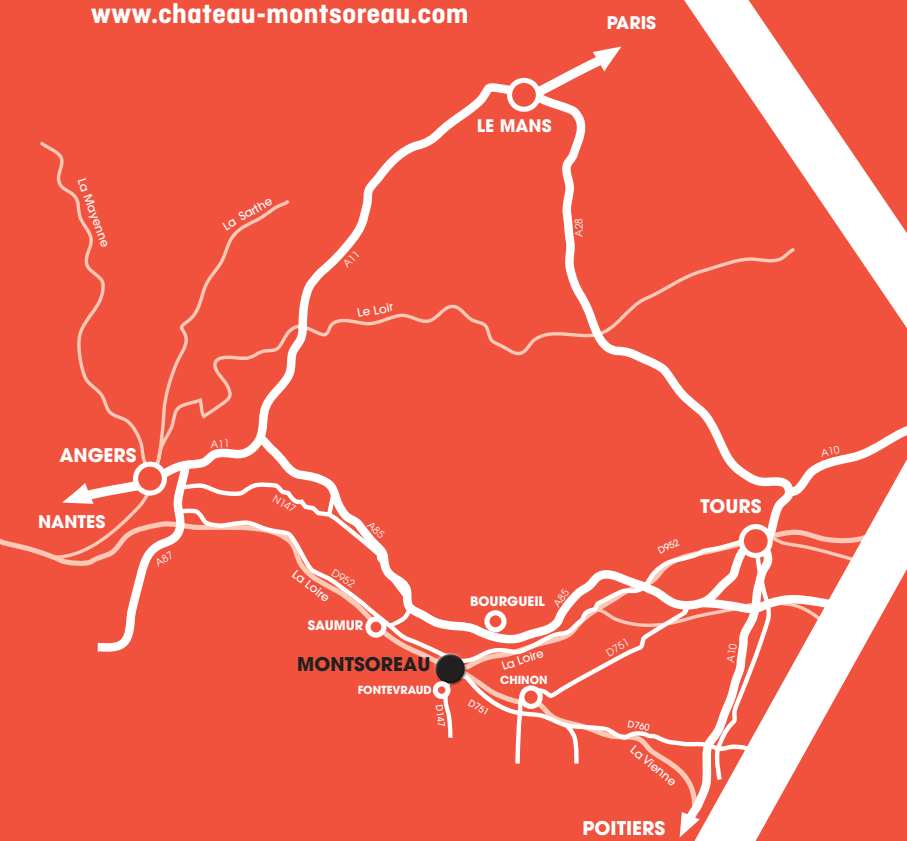 www.chateau-montsoreau.com
PARIS
LE MANS
La Mayenne
La Sarthe
A28
A11
Le Loir
A11
ANGERS
A10
NANTES
N147
TOURS
A85
D952
A87
La Loire
D952
A85
BOURGUEIL
SAUMUR
D751
La Loire
A10
MONTSOREAU
CHINON
FONTEVRAUD
D147
D751
D760
La Vienne
POITIERS